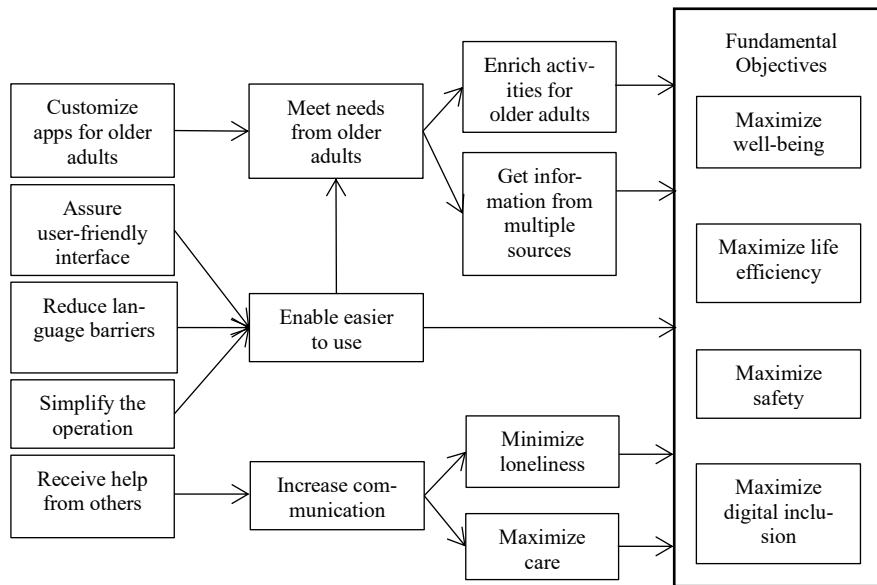 Customize
apps for older
adults
Assure
user-friendly
interface
Reduce lan-
guage barriers
Simplify the
operation
Receive help
from others
Meet needs
from older
adults
Enable easier
to use
Increase com-
munication
Enrich activ-
ities for
older adults
Get infor-
mation from
multiple
sources
Minimize
loneliness
Maximize
care
Fundamental
Objectives
Maximize
well-being
Maximize life
efficiency
Maximize
safety
Maximize
digital inclu-
sion